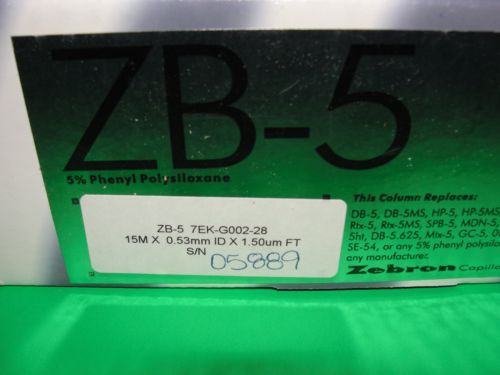 ZB-5
5% Phenyl Polysiloxane
ZB-5 7EK-G002-28
15M X 0.53mm ID X 1.50um FT
S/N 05889
This Column Replaces:
DB-5, DB-5MS, HP-5, HP-5MS
Rtx-5, Rtx-5MS, SPB-5, MDN-5,
5ht, DB-5.625, Mtx-5, GC-5,
SE-54, or any 5% phenyl
any manufacturer.
Zebron